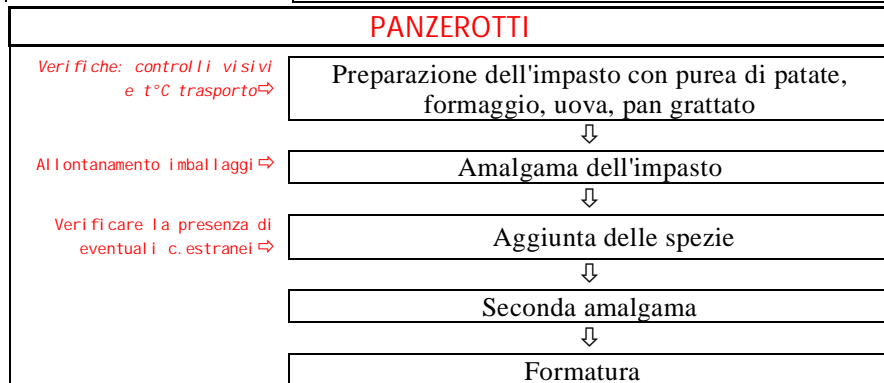 PANZEROTTI
Verifiche: controlli visivi
e t°C trasporto⇨
Preparazione dell'impasto con purea di patate,
formaggio, uova, pan grattato
⇩
Allontanamento imballaggi⇨
Amalgama dell'impasto
⇩
Verificare la presenza di
eventuali c.estranei⇨
Aggiunta delle spezie
⇩
Seconda amalgama
⇩
Formatura